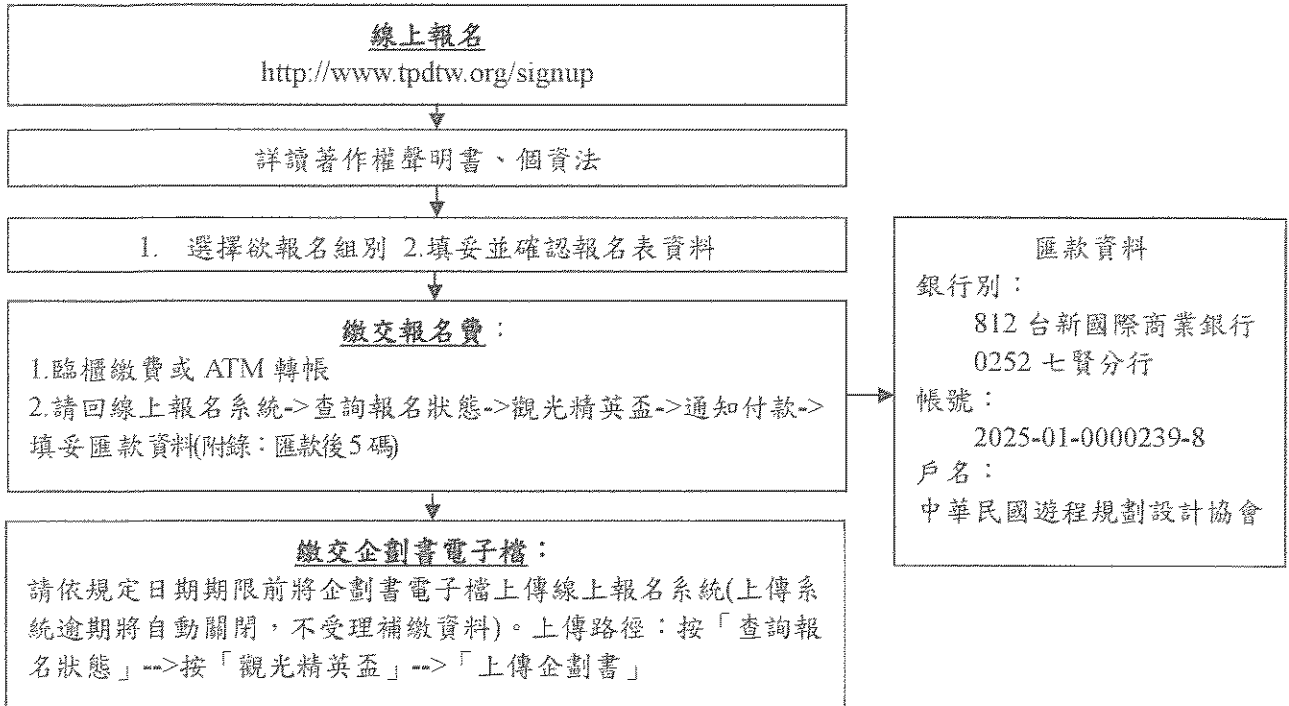 線上報名
http://www.tpdtw.org/signup
詳讀著作權聲明書、個資法
1. 選擇欲報名組別 2.填妥並確認報名表資料
繳交報名費：
1.臨櫃繳費或 ATM 轉帳
2.請回線上報名系統->查詢報名狀態->觀光精英盃->通知付款->
填妥匯款資料(附錄：匯款後5碼)
匯款資料
銀行別：
812 台新國際商業銀行
0252 七賢分行
帳號：
2025-01-0000239-8
戶名：
中華民國遊程規劃設計協會
繳交企劃書電子檔：
請依規定日期期限前將企劃書電子檔上傳線上報名系統(上傳系
統逾期將自動關閉，不受理補繳資料)。上傳路徑：按「查詢報
名狀態」-->按「觀光精英盃」-->「上傳企劃書」